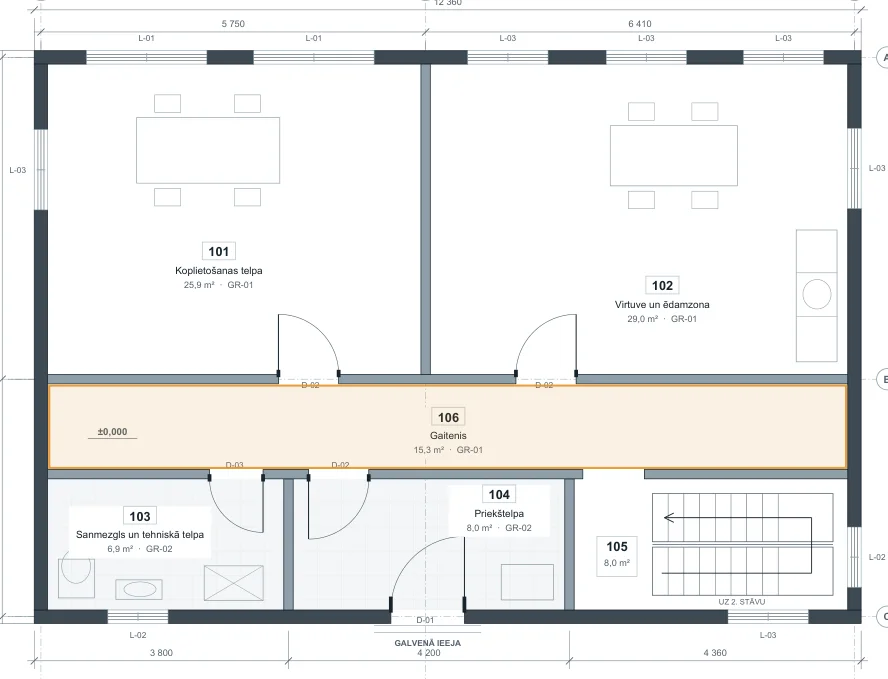 12 360
5 750
6 410
L-01
L-01
L-03
L-03
L-03
A
L-03
L-03
101
Koplietošanas telpa
25,9 m² · GR-01
102
Virtuve un ēdamzona
29,0 m² · GR-01
D-02
D-02
106
Gaitenis
15,3 m² · GR-01
±0,000
D-03
D-02
103
Sanmezgls un tehniskā telpa
6,9 m² · GR-02
104
Priekštelpa
8,0 m² · GR-02
105
8,0 m²
L-02
UZ 2. STĀVU
D-01
L-02
L-03
GALVENĀ IEEJA
3 800
4 200
4 360